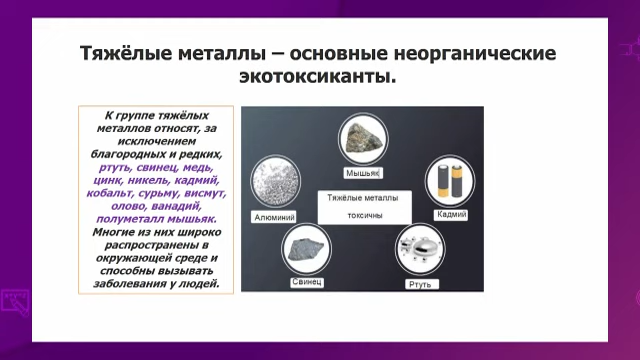 Тяжёлые металлы – основные неорганические
экотоксиканты.
К группе тяжёлых
металлов относят, за
исключением
благородных и редких,
ртуть, свинец, медь,
цинк, никель, кадмий,
кобальт, сурьму, висмут,
олово, ванадий,
полуметалл мышьяк.
Многие из них широко
распространены в
окружающей среде и
способны вызывать
заболевания у людей.
Мышьяк
Алюминий
Тяжёлые металлы
токсичны
Кадмий
Свинец
Ртуть